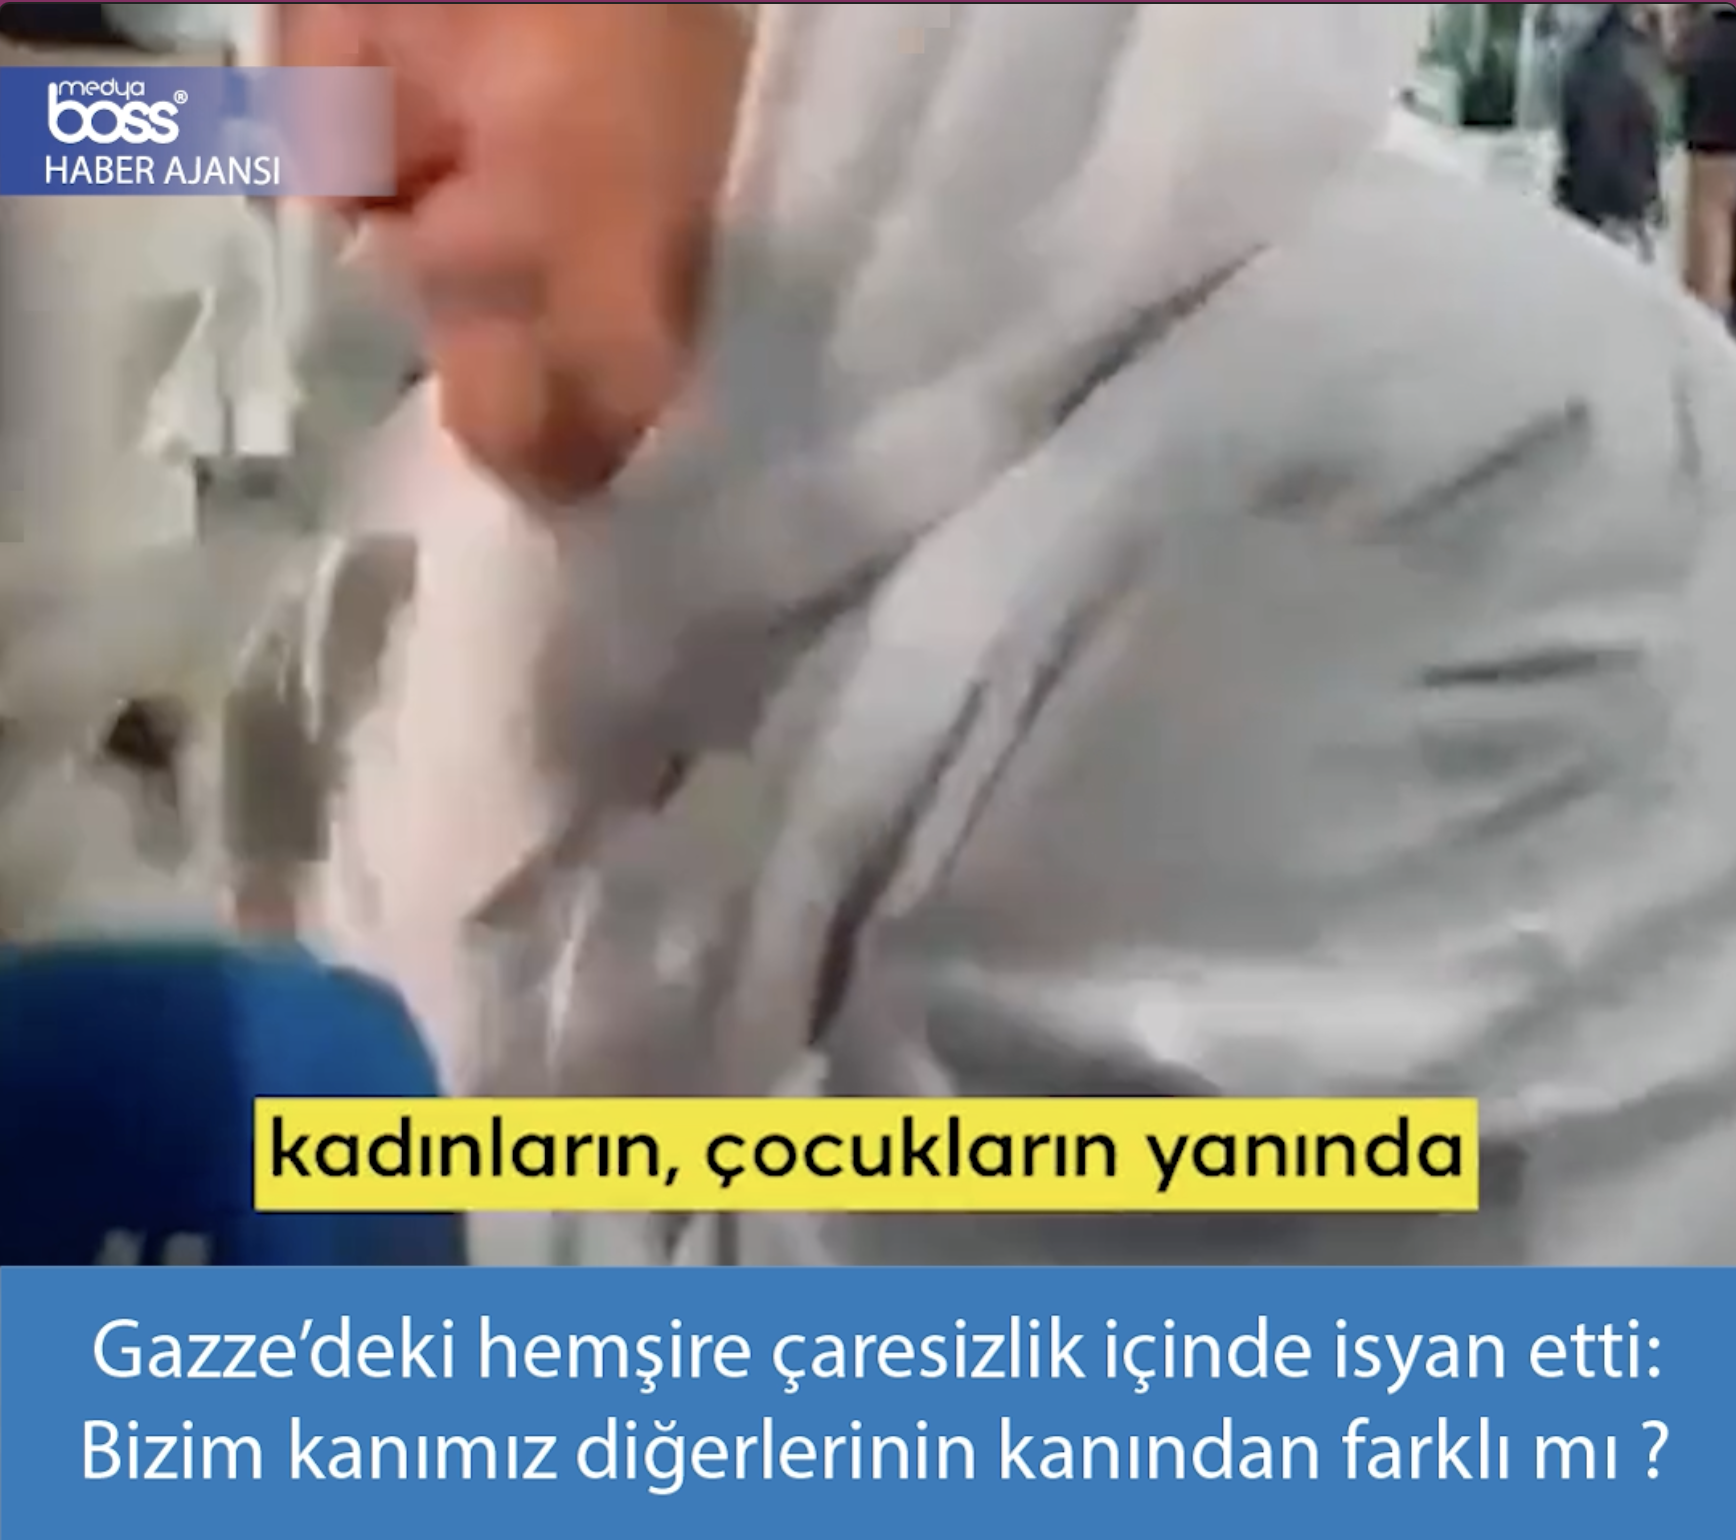 medya
boss®
HABER AJANSI
kadınların, çocukların yanında
Gazze’deki hemşire çaresizlik içinde isyan etti:
Bizim kanımız diğerlerinin kanından farklı mı ?